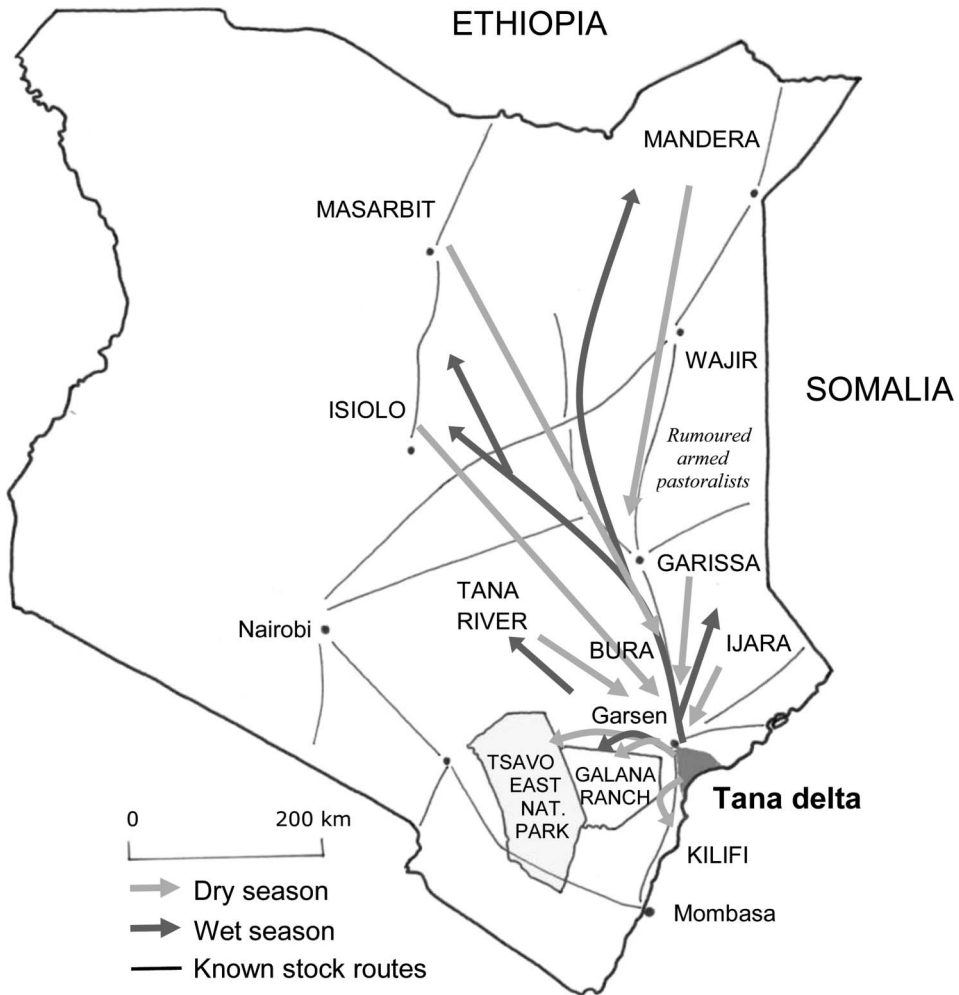 ETHIOPIA
MANDERA
MASARBIT
WAJIR
SOMALIA
ISIOLO
Rumoured
armed
pastoralists
GARISSA
TANA
RIVER
Nairobi
BURA
IJARA
Garsen
TSAVO
EAST
NAT.
PARK
GALANA
RANCH
Tana delta
0 200 km
KILIFI
Dry season
Mombasa
Wet season
Known stock routes